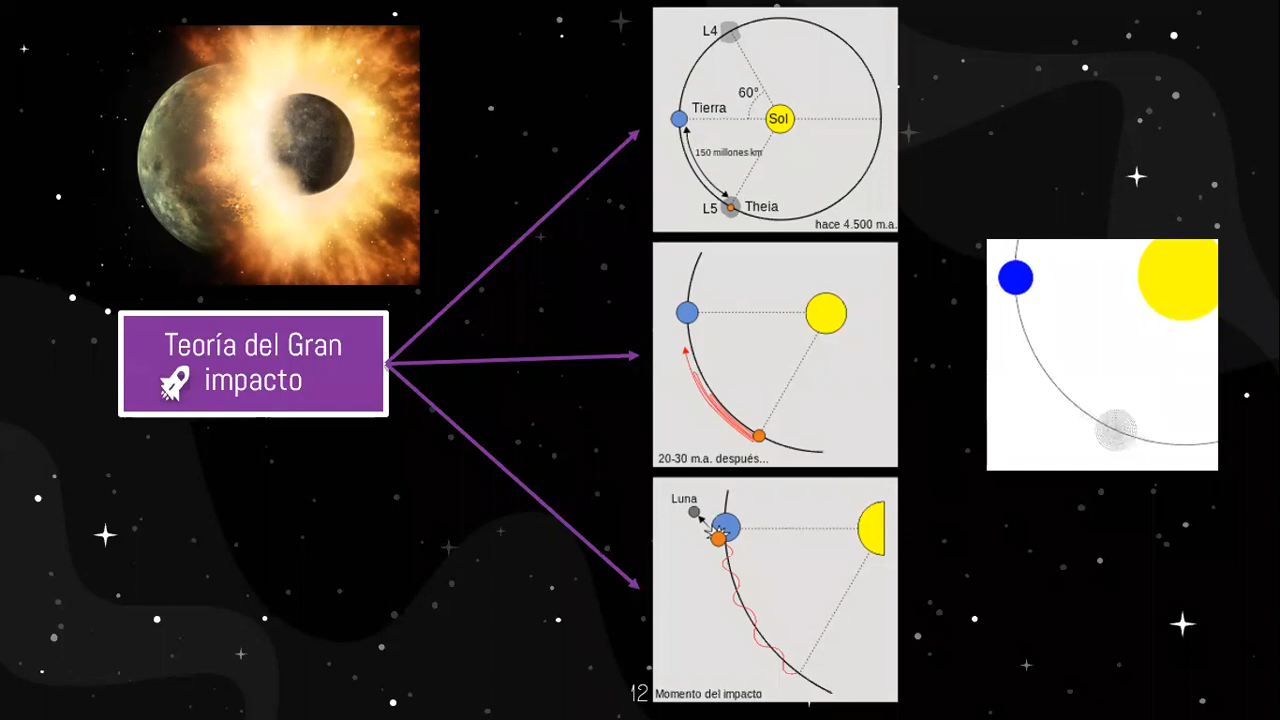 Teoría del Gran
impacto
L4
60°
Tierra
Sol
150 millones km
L5
Theia
hace 4.500 m.a.
20-30 m.a. después...
Luna
Momento del impacto
12